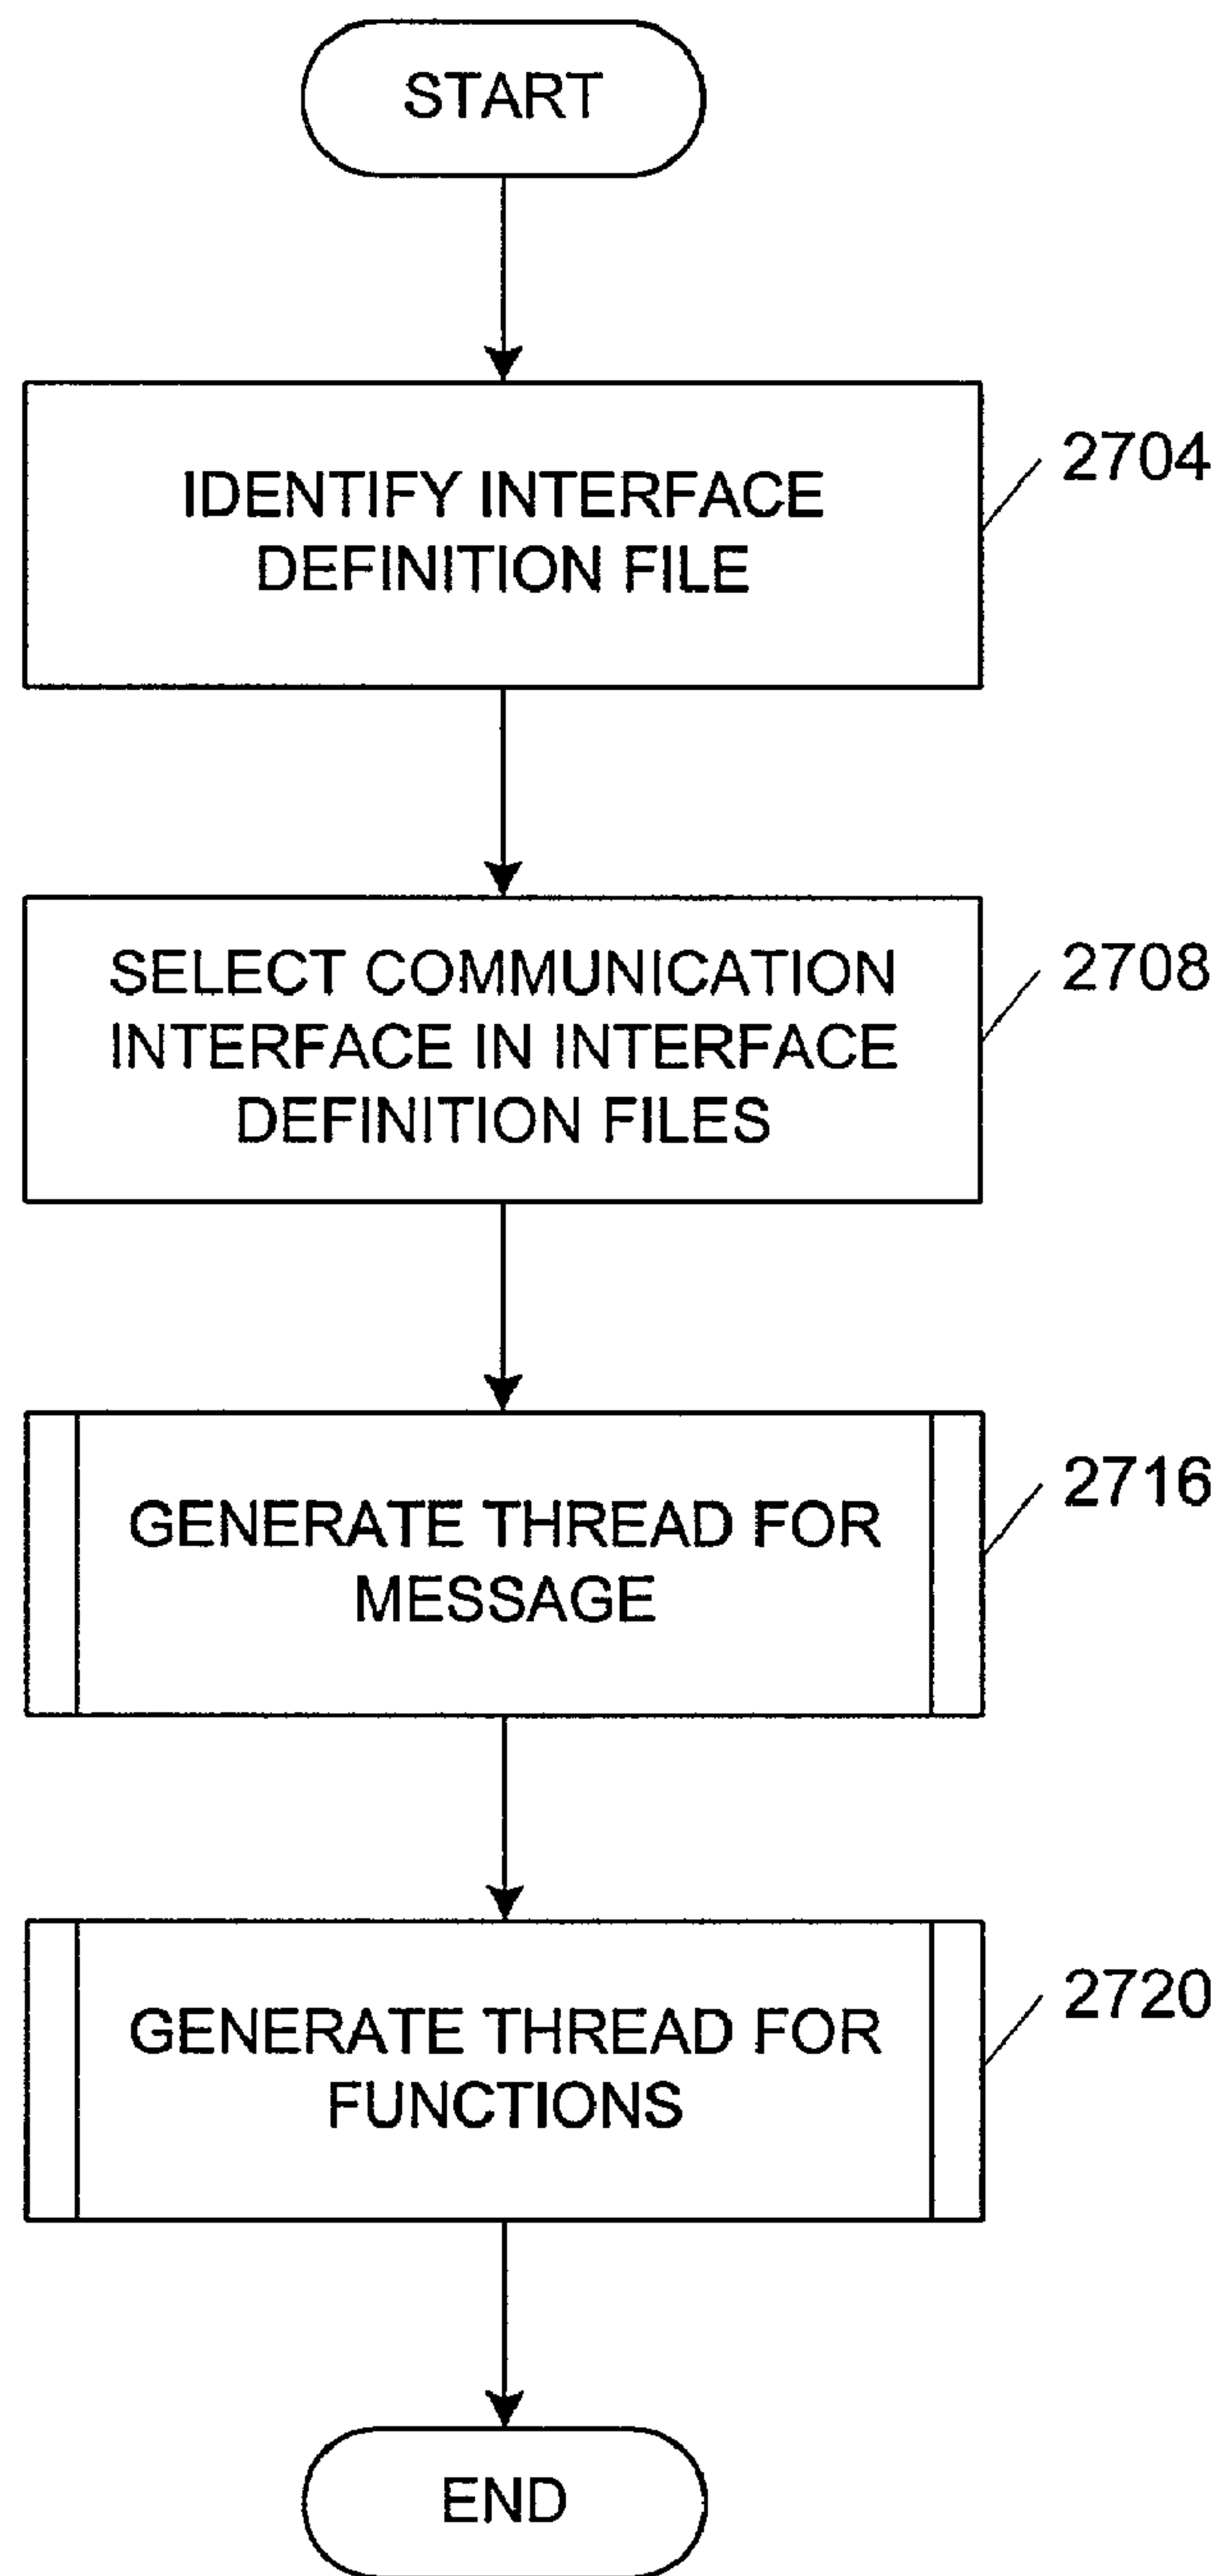 START
IDENTIFY INTERFACE
DEFINITION FILE
2704
SELECT COMMUNICATION
INTERFACE IN INTERFACE
DEFINITION FILES
2708
GENERATE THREAD FOR
MESSAGE
2716
GENERATE THREAD FOR
FUNCTIONS
2720
END